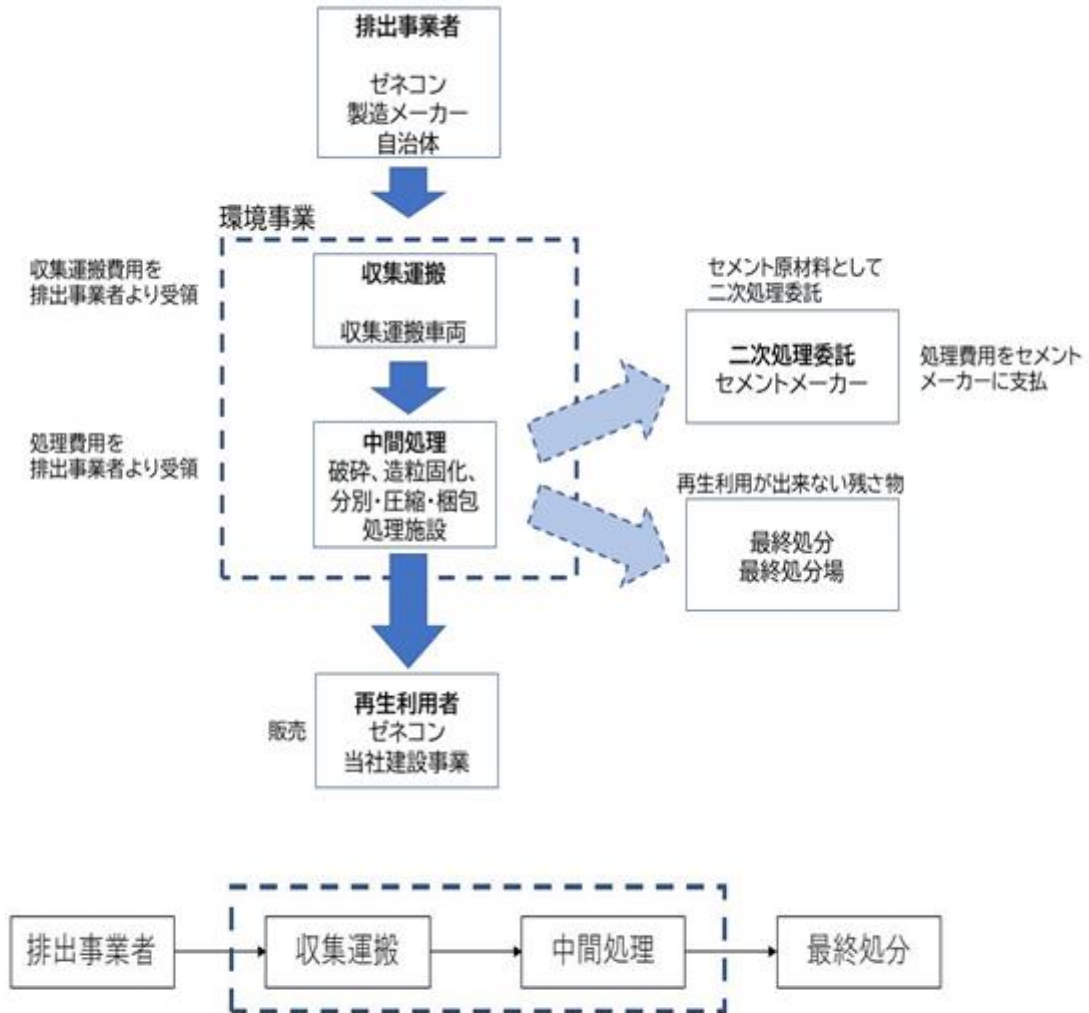 排出事業者
ゼネコン
製造メーカー
自治体
環境事業
収集運搬費用を
排出事業者より受領
収集運搬
収集運搬車両
セメント原材料として
二次処理委託
二次処理委託
セメントメーカー
処理費用をセメント
メーカーに支払
処理費用を
排出事業者より受領
中間処理
破砕、造粒固化、
分別・圧縮・梱包
処理施設
再生利用が出来ない残さ物
最終処分
最終処分場
販売
再生利用者
ゼネコン
当社建設事業
排出事業者
収集運搬
中間処理
最終処分